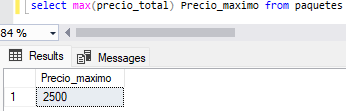 select max(precio_total) Precio_maximo from paquetes
84 %
Results Messages
Precio_maximo
1 2500